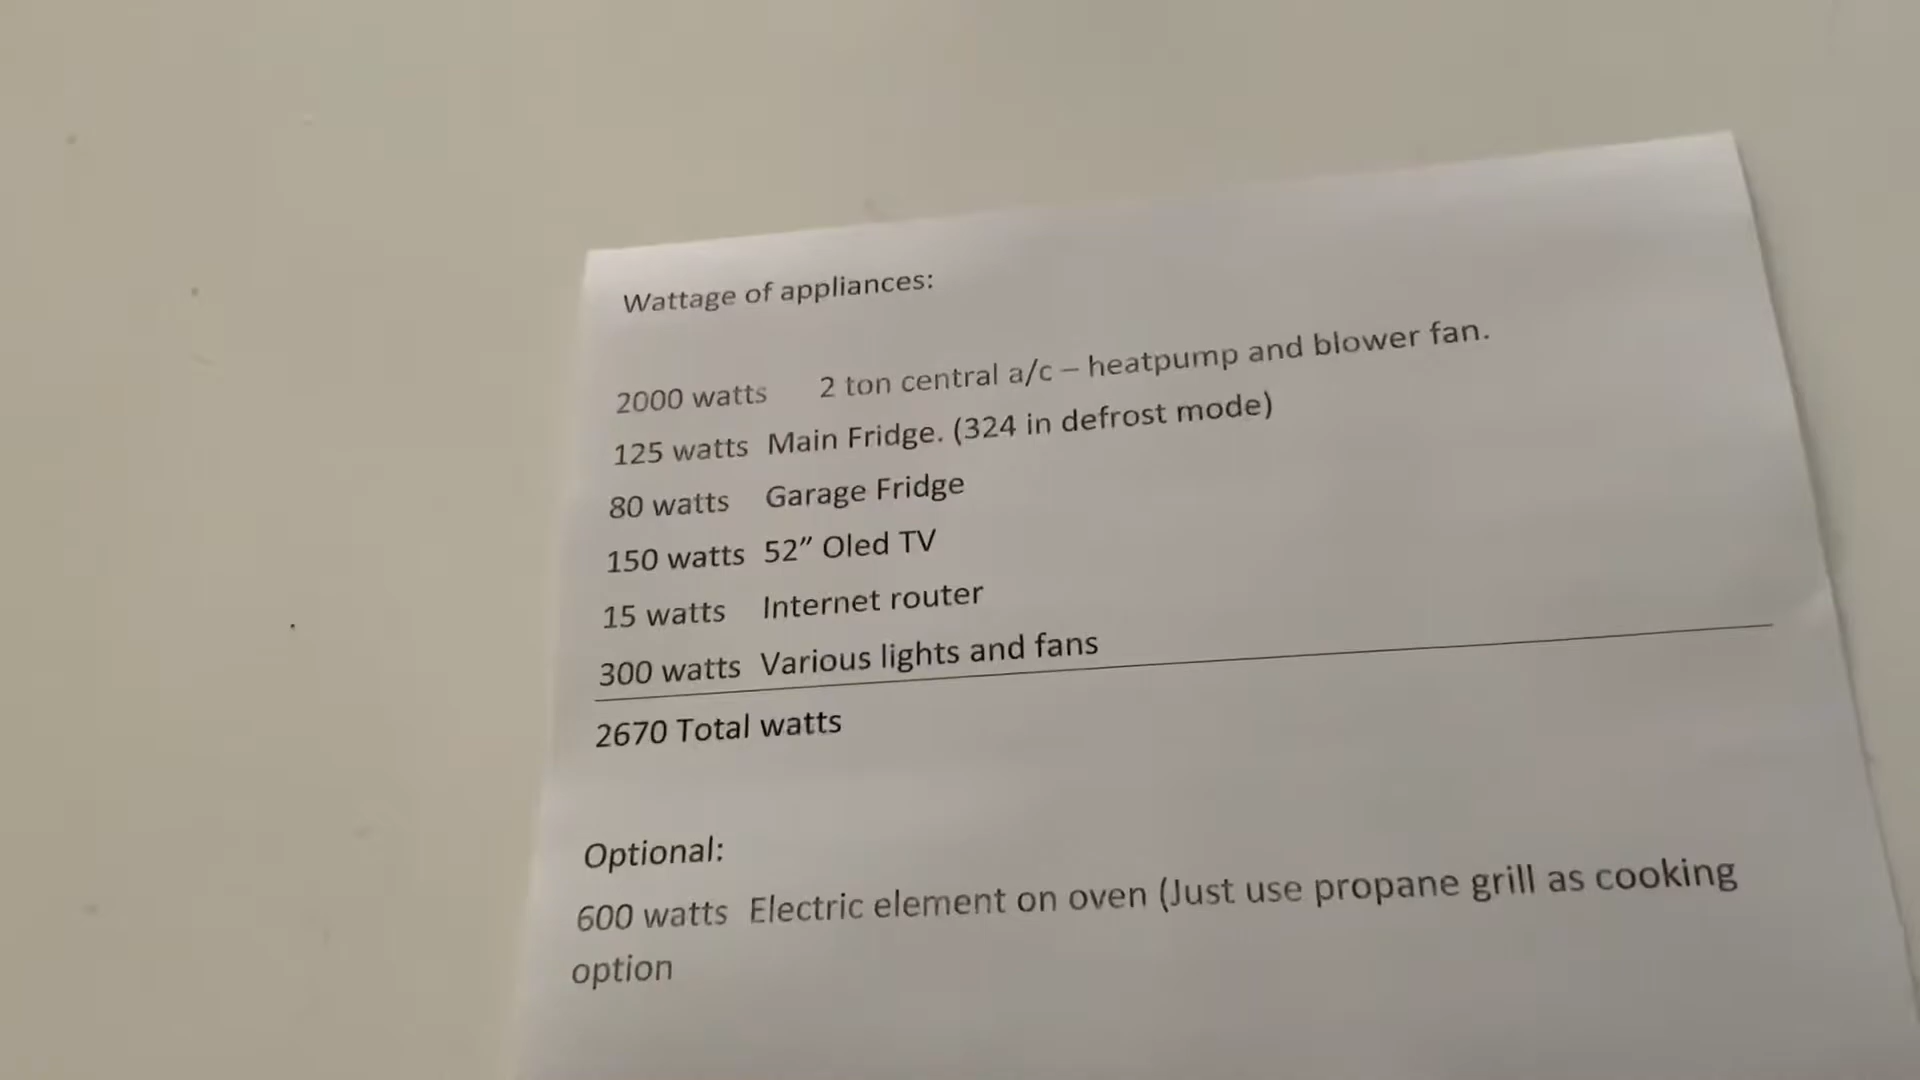 Wattage of appliances:
2000 watts 2 ton central a/c – heatpump and blower fan.
125 watts Main Fridge. (324 in defrost mode)
80 watts Garage Fridge
150 watts 52” Oled TV
15 watts Internet router
300 watts Various lights and fans
2670 Total watts
Optional:
600 watts Electric element on oven (Just use propane grill as cooking
option